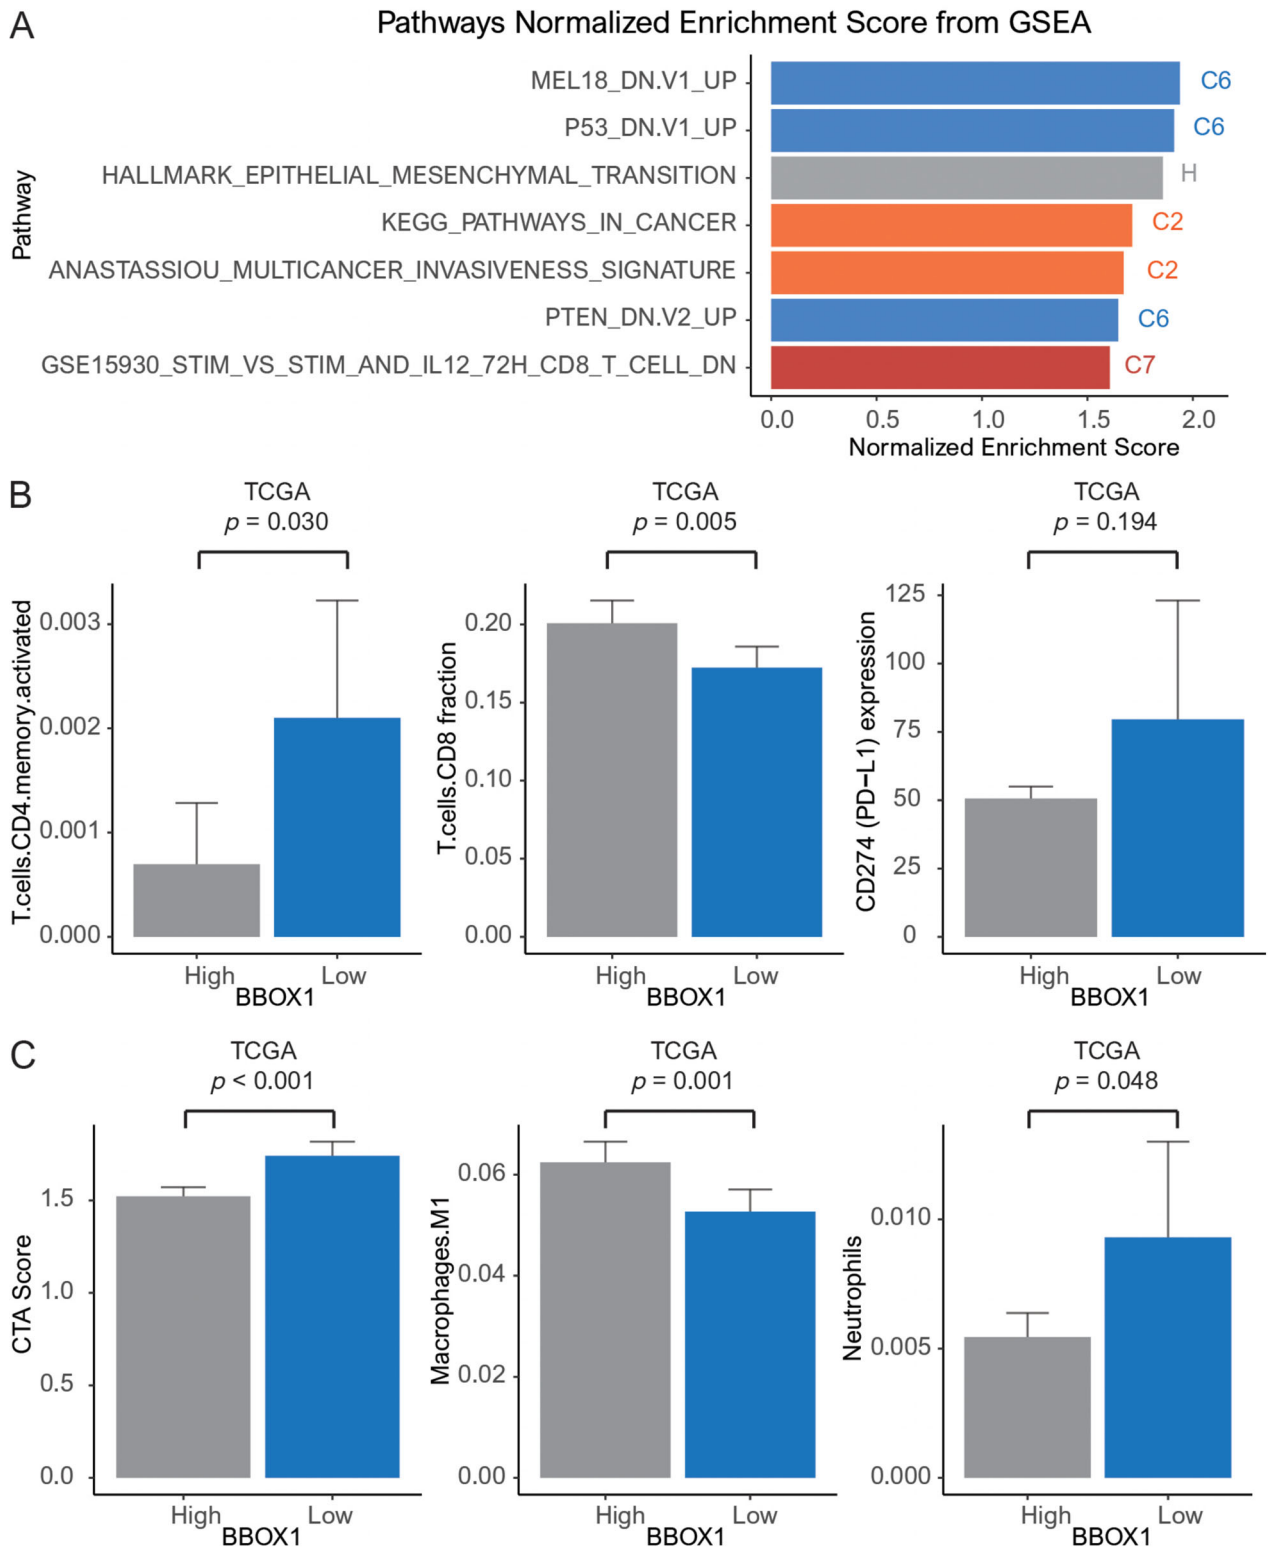 A
Pathways Normalized Enrichment Score from GSEA
Pathway
MEL18_DN.V1_UP
C6
P53_DN.V1_UP
C6
HALLMARK_EPITHELIAL_MESENCHYMAL_TRANSITION
H
KEGG_PATHWAYS_IN_CANCER
C2
ANASTASSIOU_MULTICANCER_INVASIVENESS_SIGNATURE
C2
PTEN_DN.V2_UP
C6
GSE15930_STIM_VS_STIM_AND_IL12_72H_CD8_T_CELL_DN
C7
0.0 0.5 1.0 1.5 2.0
Normalized Enrichment Score
B
TCGA
p = 0.030
T.cells.CD4.memory.activated
0.003
0.002
0.001
0.000
High Low
BBOX1
TCGA
p = 0.005
T.cells.CD8 fraction
0.20
0.15
0.10
0.05
0.00
High Low
BBOX1
TCGA
p = 0.194
CD274 (PD−L1) expression
125
100
75
50
25
0
High Low
BBOX1
C
TCGA
p < 0.001
CTA Score
1.5
1.0
0.5
0.0
High Low
BBOX1
TCGA
p = 0.001
Macrophages.M1
0.06
0.04
0.02
0.00
High Low
BBOX1
TCGA
p = 0.048
Neutrophils
0.010
0.005
0.000
High Low
BBOX1